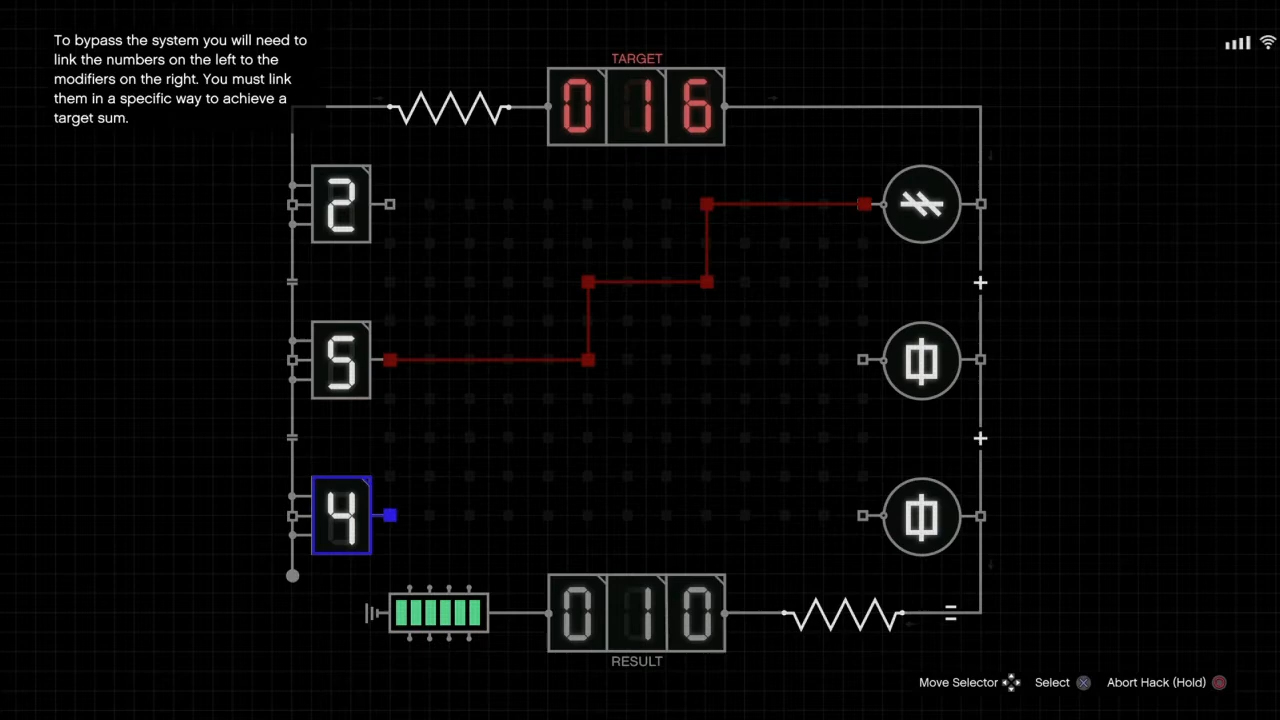 To bypass the system you will need to
link the numbers on the left to the
modifiers on the right. You must link
them in a specific way to achieve a
target sum.
TARGET
016
2
5
+
4
+
010
=
RESULT
Move Selector
Select
Abort Hack (Hold)